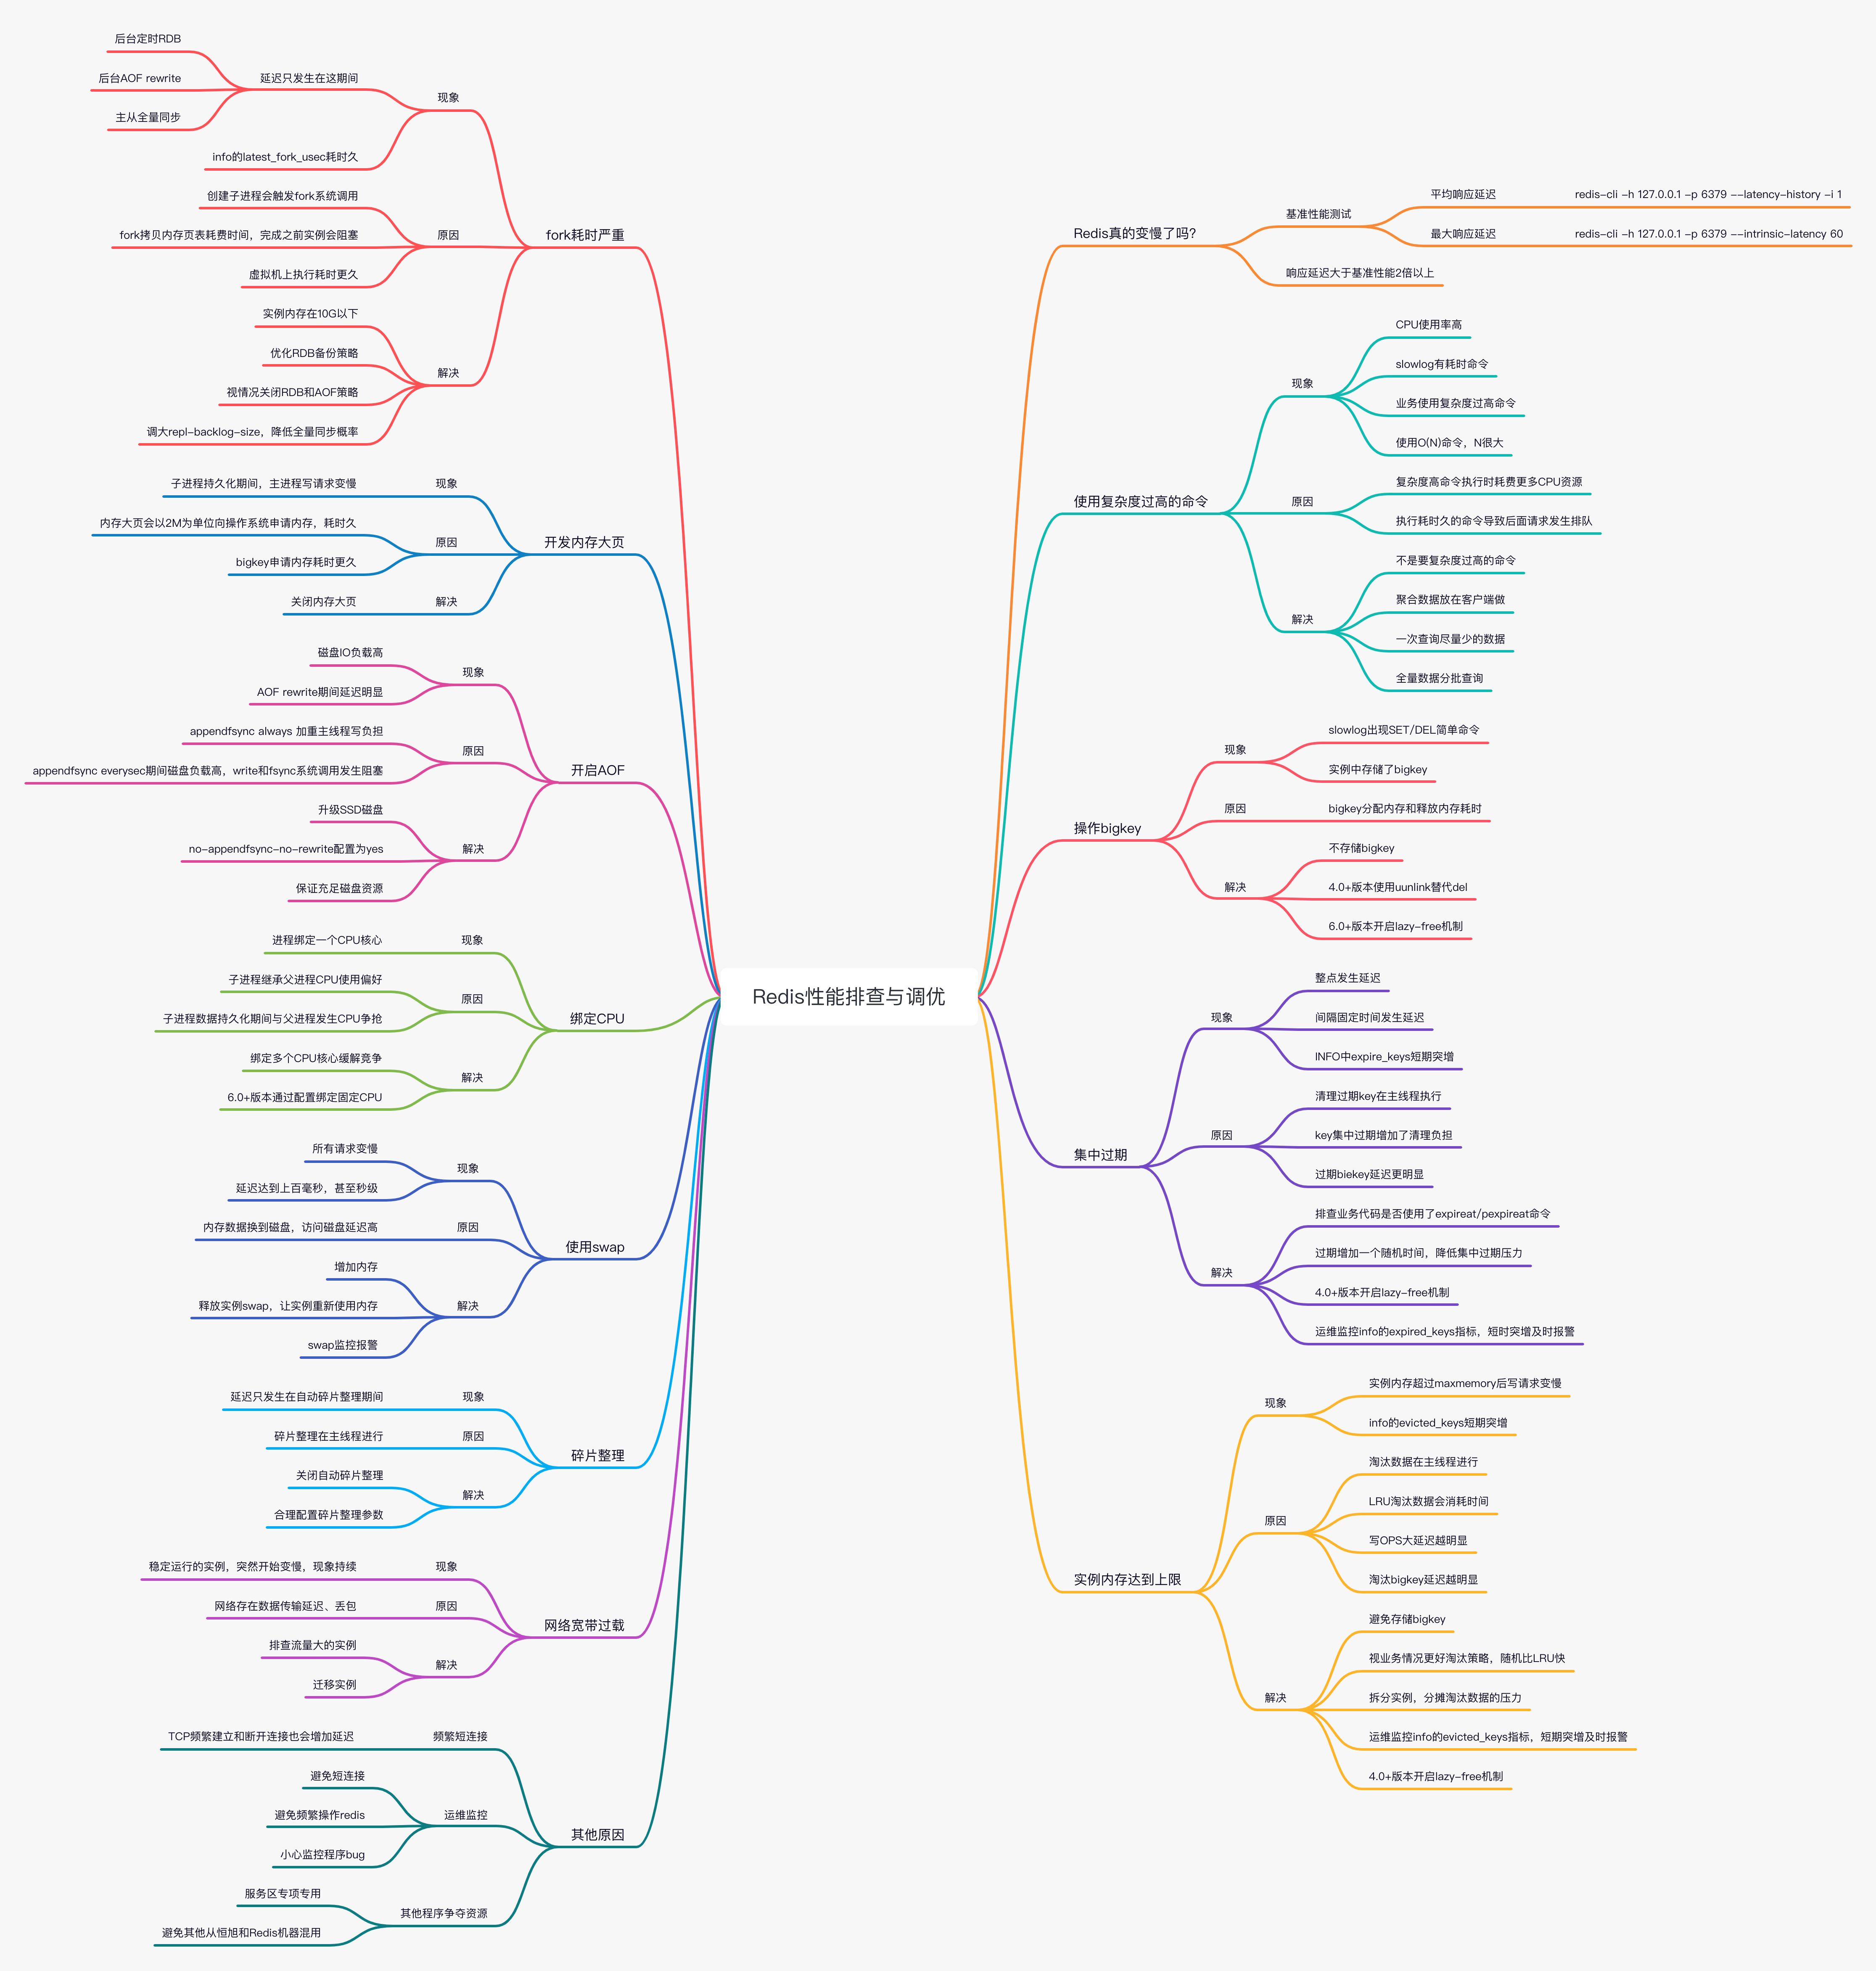 Redis性能排查与调优
Redis真的变慢了吗?
基准性能测试
平均响应延迟
redis-cli -h 127.0.0.1 -p 6379 --latency-history -i 1
最大响应延迟
redis-cli -h 127.0.0.1 -p 6379 --intrinsic-latency 60
响应延迟大于基准性能2倍以上
使用复杂度过高的命令
现象
CPU使用率高
slowlog有耗时命令
业务使用复杂度过高命令
使用O(N)命令，N很大
原因
复杂度高命令执行时耗费更多CPU资源
执行耗时久的命令导致后面请求发生排队
解决
不是要复杂度过高的命令
聚合数据放在客户端做
一次查询尽量少的数据
全量数据分批查询
操作bigkey
现象
slowlog出现SET/DEL简单命令
实例中存储了bigkey
原因
bigkey分配内存和释放内存耗时
解决
不存储bigkey
4.0+版本使用uunlink替代del
6.0+版本开启lazy-free机制
集中过期
现象
整点发生延迟
间隔固定时间发生延迟
INFO中expire_keys短期突增
原因
清理过期key在主线程执行
key集中过期增加了清理负担
过期biekey延迟更明显
解决
排查业务代码是否使用了expireat/pexpireat命令
过期增加一个随机时间，降低集中过期压力
4.0+版本开启lazy-free机制
运维监控info的expired_keys指标，短时突增及时报警
实例内存达到上限
现象
实例内存超过maxmemory后写请求变慢
info的evicted_keys短期突增
原因
淘汰数据在主线程进行
LRU淘汰数据会消耗时间
写OPS大延迟越明显
淘汰bigkey延迟越明显
解决
避免存储bigkey
视业务情况更好淘汰策略，随机比LRU快
拆分实例，分摊淘汰数据的压力
运维监控info的evicted_keys指标，短期突增及时报警
4.0+版本开启lazy-free机制
fork耗时严重
现象
延迟只发生在这期间
后台定时RDB
后台AOF rewrite
主从全量同步
info的latest_fork_usec耗时久
原因
创建子进程会触发fork系统调用
fork拷贝内存页表耗费时间，完成之前实例会阻塞
虚拟机上执行耗时更久
解决
实例内存在10G以下
优化RDB备份策略
视情况关闭RDB和AOF策略
调大repl-backlog-size，降低全量同步概率
开发内存大页
现象
子进程持久化期间，主进程写请求变慢
原因
内存大页会以2M为单位向操作系统申请内存，耗时久
bigkey申请内存耗时更久
解决
关闭内存大页
开启AOF
现象
磁盘IO负载高
AOF rewrite期间延迟明显
原因
appendfsync always 加重主线程写负担
appendfsync everysec期间磁盘负载高，write和fsync系统调用发生阻塞
解决
升级SSD磁盘
no-appendfsync-no-rewrite配置为yes
保证充足磁盘资源
绑定CPU
现象
进程绑定一个CPU核心
原因
子进程继承父进程CPU使用偏好
子进程数据持久化期间与父进程发生CPU争抢
解决
绑定多个CPU核心缓解竞争
6.0+版本通过配置绑定固定CPU
使用swap
现象
所有请求变慢
延迟达到上百毫秒，甚至秒级
原因
内存数据换到磁盘，访问磁盘延迟高
解决
增加内存
释放实例swap，让实例重新使用内存
swap监控报警
碎片整理
现象
延迟只发生在自动碎片整理期间
原因
碎片整理在主线程进行
解决
关闭自动碎片整理
合理配置碎片整理参数
网络宽带过载
现象
稳定运行的实例，突然开始变慢，现象持续
原因
网络存在数据传输延迟、丢包
解决
排查流量大的实例
迁移实例
其他原因
频繁短连接
TCP频繁建立和断开连接也会增加延迟
运维监控
避免短连接
避免频繁操作redis
小心监控程序bug
其他程序争夺资源
服务区专项专用
避免其他从恒旭和Redis机器混用